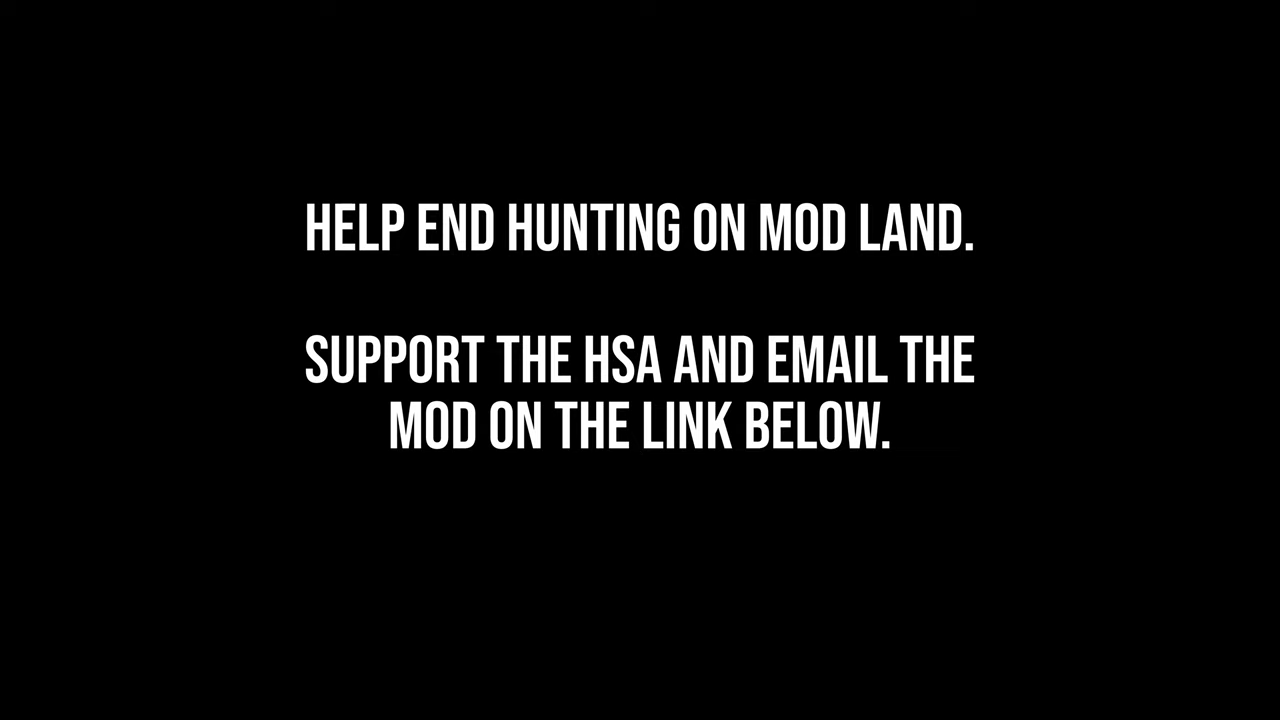 HELP END HUNTING ON MOD LAND.
SUPPORT THE HSA AND EMAIL THE
MOD ON THE LINK BELOW.